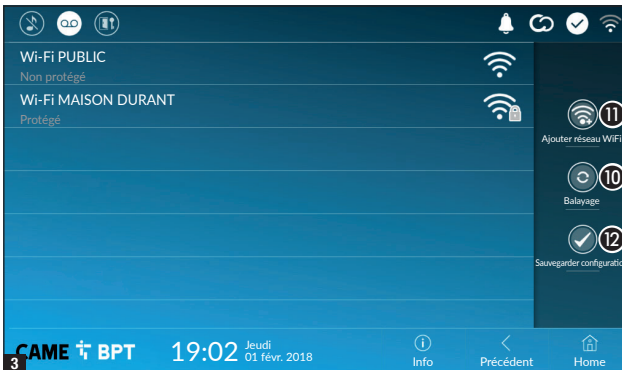 Wi-Fi PUBLIC
Non protégé
Wi-Fi MAISON DURANT
Protégé
11
Ajouter réseau WiFi
10
Balayage
12
Sauvegarder configuratio
3
CAME BPT
19:02
Jeudi
01 févr. 2018
Info
Précédent
Home